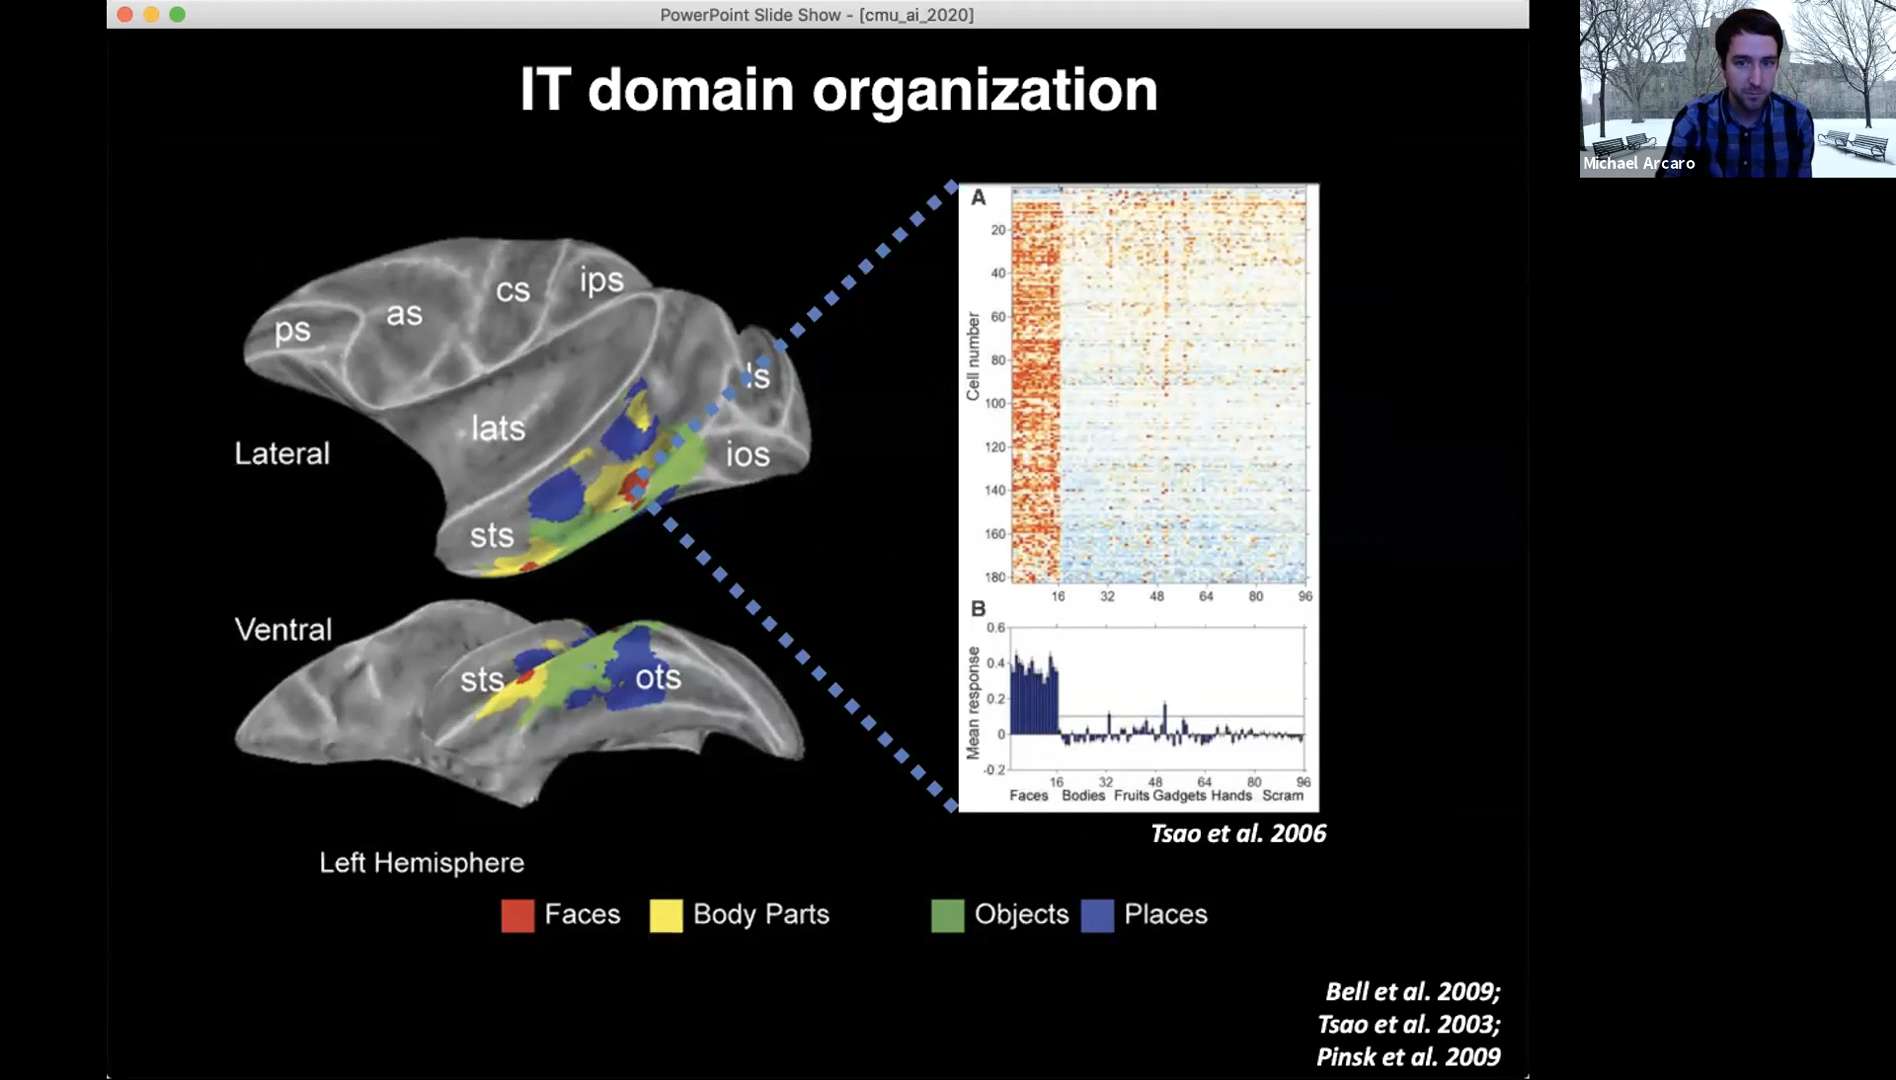 PowerPoint Slide Show - [cmu_ai_2020]
IT domain organization
Michael Arcaro
ps
as
cs
ips
ls
lats
ios
sts
Lateral
Ventral
sts
ots
Left Hemisphere
A
Cell number
20
40
60
80
100
120
140
160
180
16 32 48 64 80 96
B
Mean response
0.6
0.4
0.2
0
-0.2
16 32 48 64 80 96
Faces Bodies Fruits Gadgets Hands Scram
Tsao et al. 2006
Faces Body Parts Objects Places
Bell et al. 2009;
Tsao et al. 2003;
Pinsk et al. 2009